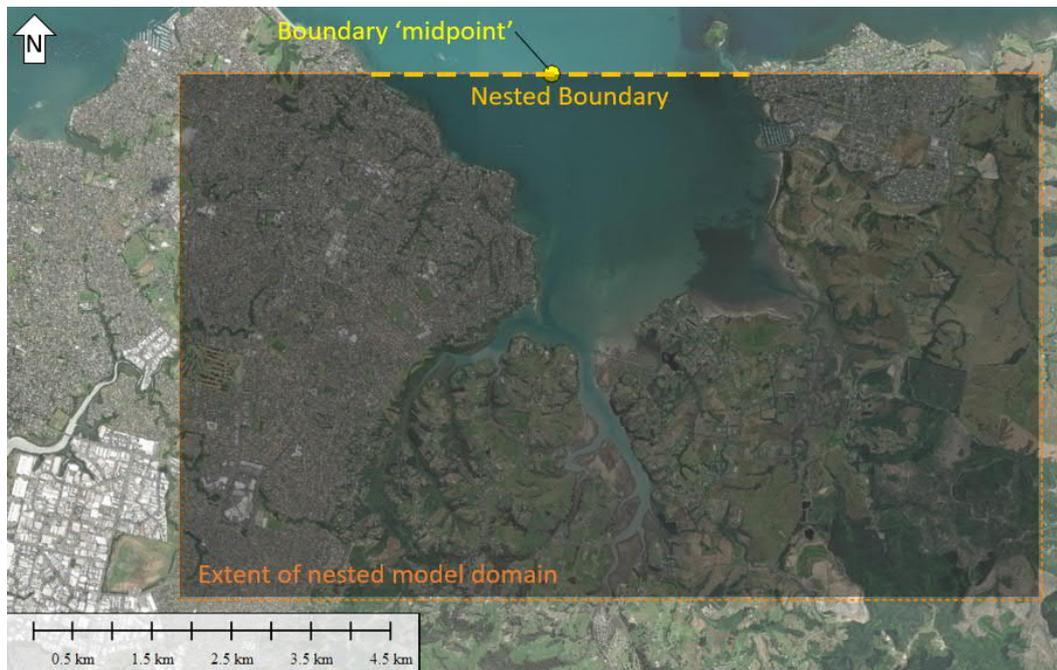 N
Boundary ‘midpoint’
Nested Boundary
Extent of nested model domain
0.5 km 1.5 km 2.5 km 3.5 km 4.5 km